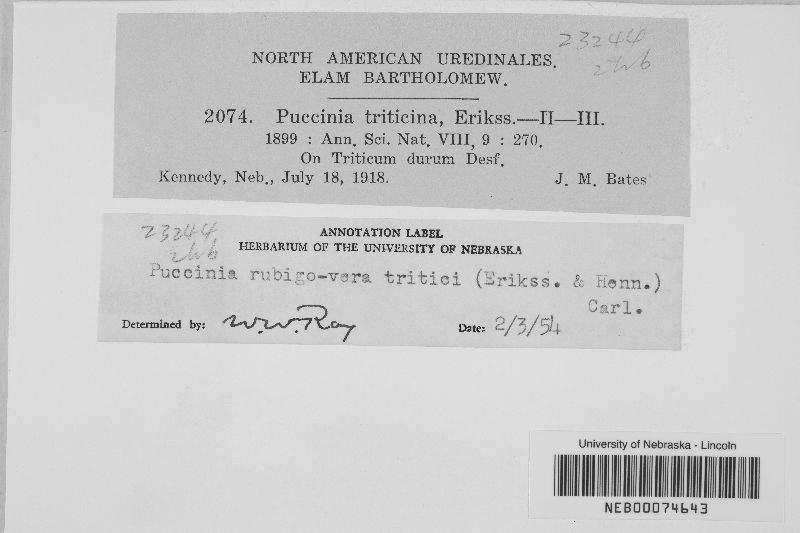 23244
NORTH AMERICAN UREDINALES.
ELAM BARTHOLOMEW.
2074. Puccinia triticina, Erikss.—II—III.
1899 : Ann. Sci. Nat. VIII, 9 : 270.
On Triticum durum Desf.
Kennedy, Neb., July 18, 1918. J. M. Bates
23244
ANNOTATION LABEL
HERBARIUM OF THE UNIVERSITY OF NEBRASKA
Puccinia rubigo-vera tritici (Erikss. & Henn.)
Carl.
Determined by: W.W. Ray Date: 2/3/54
University of Nebraska - Lincoln
NEB00074643